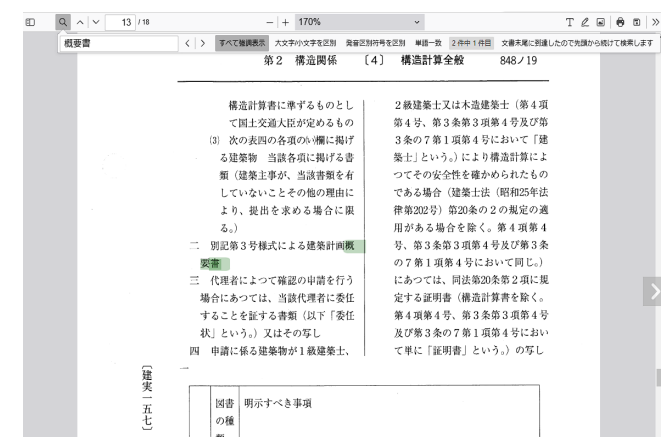 13 /18
170%
概要書
すべて強調表示 大文字/小文字を区別 発音区別符号を区別 単語一致 2 件中 1 件目 文書末尾に到達したので先頭から続けて検索します
第2 構造関係 〔4〕 構造計算全般 848ノ19
構造計算書に準ずるものとし
て国土交通大臣が定めるもの
⑶ 次の表四の各項の㈹欄に掲げ
る建築物 当該各項に掲げる書
類（建築主事が、当該書類を有
していないことその他の理由に
より、提出を求める場合に限
る。）
二 別記第3号様式による建築計画概
要書
三 代理者によつて確認の申請を行う
場合にあつては、当該代理者に委任
することを証する書類（以下「委任
状」という。）又はその写し
四 申請に係る建築物が1級建築士、
2級建築士又は木造建築士（第4項
第4号、第3条第3項第4号及び第
3条の7第1項第4号において「建
築士」という。）により構造計算によ
つてその安全性を確かめられたもの
である場合（建築士法（昭和25年法
律第202号）第20条の2の規定の適
用がある場合を除く。第4項第4
号、第3条第3項第4号及び第3条
の7第1項第4号において同じ。）
にあつては、同法第20条第2項に規
定する証明書（構造計算書を除く。
第4項第4号、第3条第3項第4号
及び第3条の7第1項第4号におい
て単に「証明書」という。）の写し
〔建実一五七〕
一
図書
の種
明示すべき事項